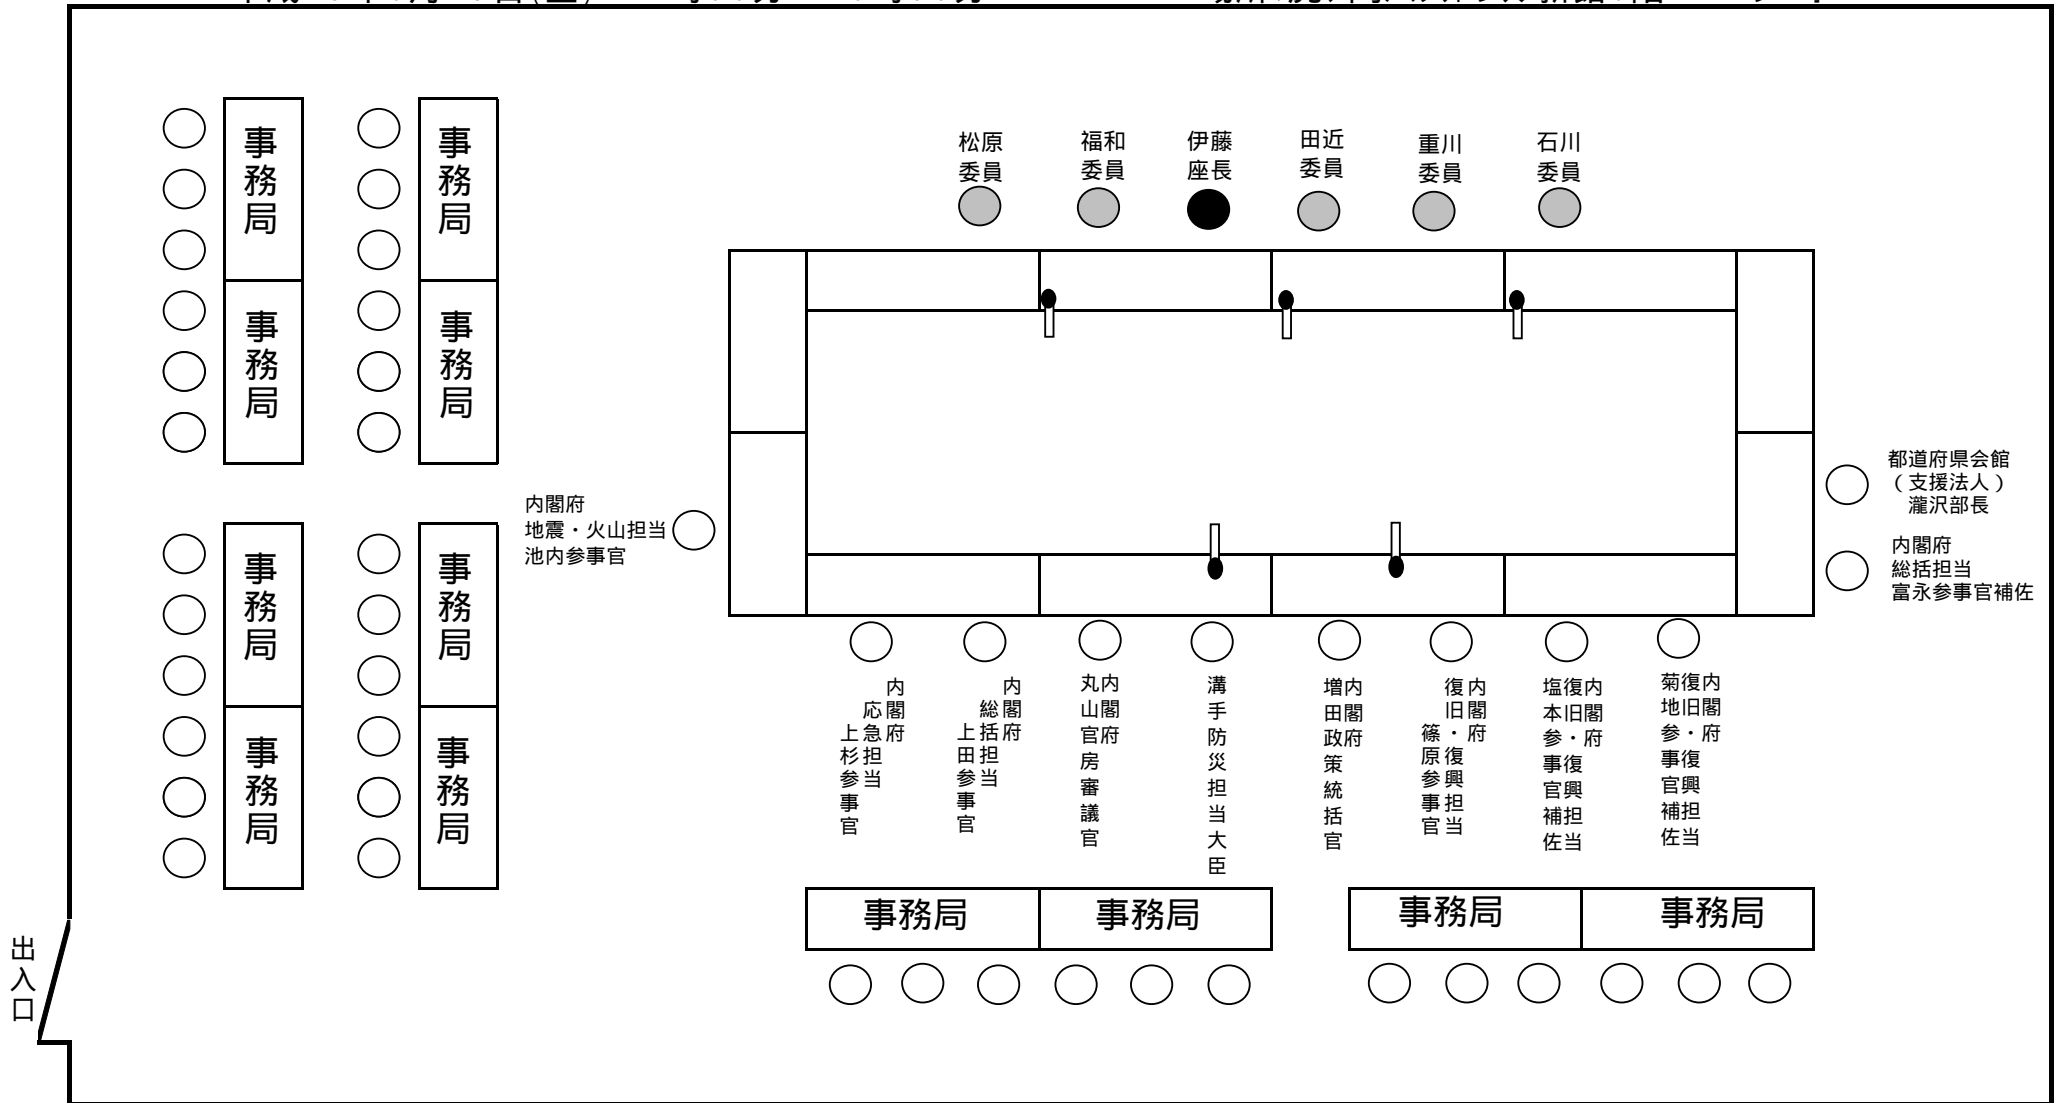 松原
委員
福和
委員
伊藤
座長
田近
委員
重川
委員
石川
委員
事務局
事務局
事務局
事務局
内閣府
地震・火山担当
池内参事官
都道府県会館
（支援法人）
瀧沢部長
内閣府
総括担当
富永参事官補佐
事務局
事務局
事務局
事務局
内閣府
応急担当
上杉参事官
内閣府
総括担当
上田参事官
内閣府
丸山官房審議官
溝手防災担当大臣
内閣府
増田政策統括官
内閣府
復旧・復興担当
篠原参事官
内閣府
復旧・復興担当
塩本参事官補佐
内閣府
復旧・復興担当
菊地参事官補佐
事務局
事務局
事務局
事務局
出入口